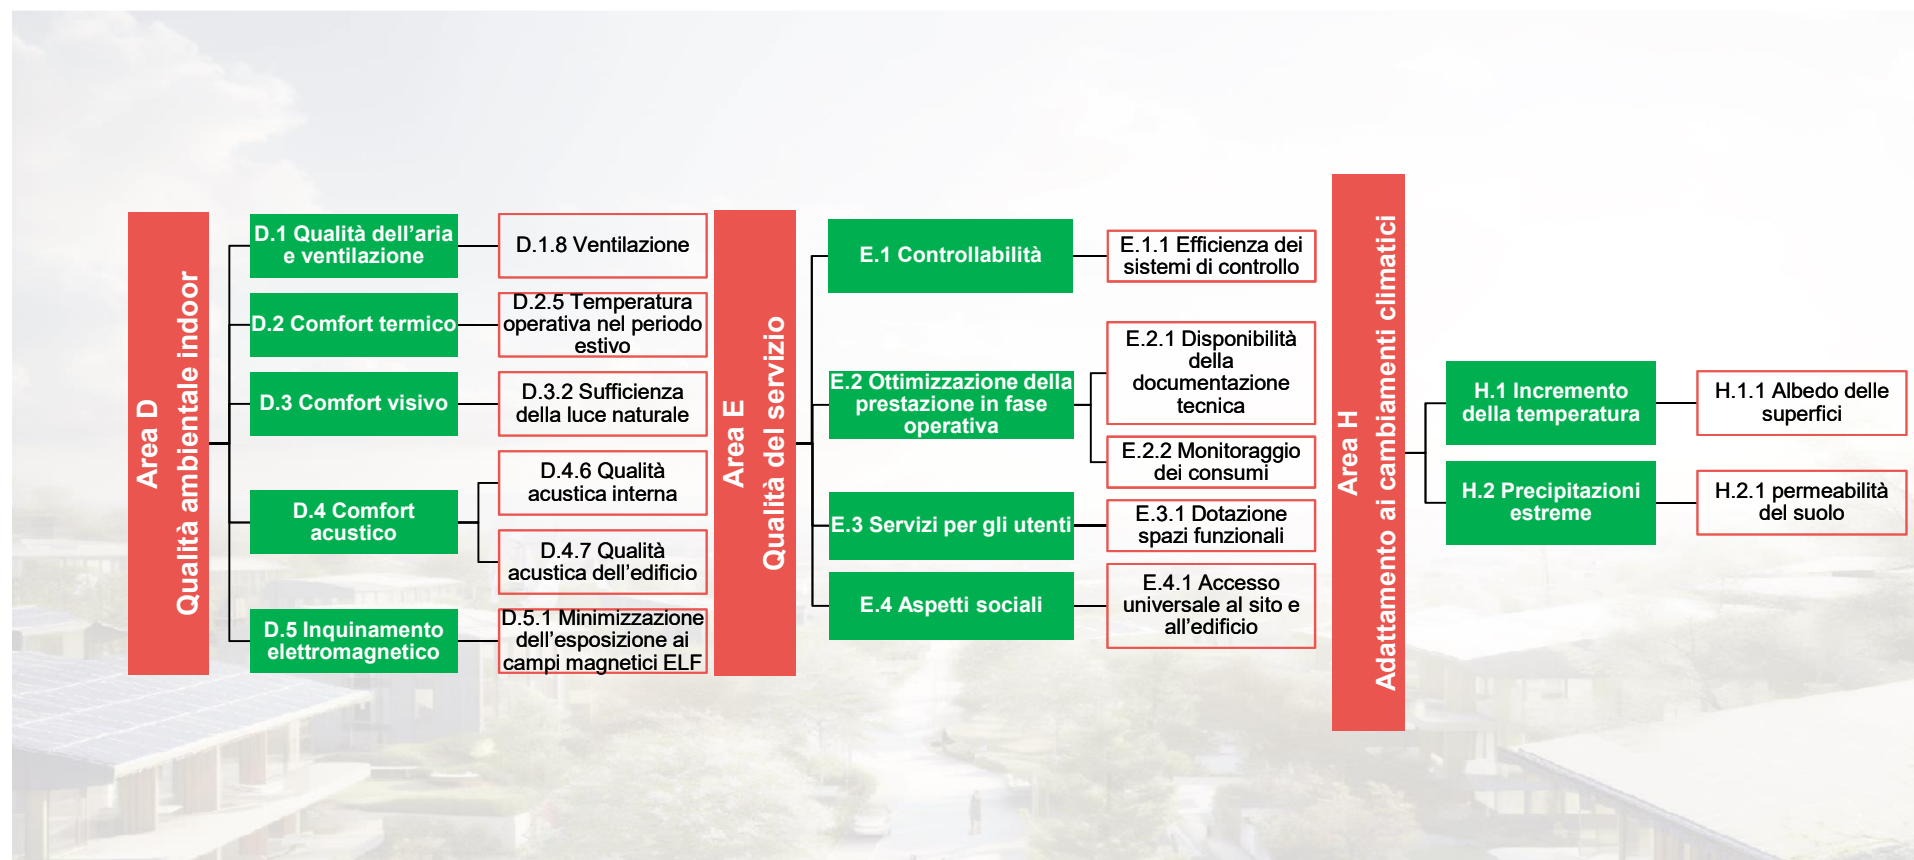 Area D
Qualità ambientale indoor
D.1 Qualità dell’aria
e ventilazione
D.1.8 Ventilazione
D.2 Comfort termico
D.2.5 Temperatura
operativa nel periodo
estivo
D.3 Comfort visivo
D.3.2 Sufficienza
della luce naturale
D.4 Comfort
acustico
D.4.6 Qualità
acustica interna
D.4.7 Qualità
acustica dell’edificio
D.5 Inquinamento
elettromagnetico
D.5.1 Minimizzazione
dell’esposizione ai
campi magnetici ELF
Area E
Qualità del servizio
E.1 Controllabilità
E.1.1 Efficienza dei
sistemi di controllo
E.2 Ottimizzazione della
prestazione in fase
operativa
E.2.1 Disponibilità
della
documentazione
tecnica
E.2.2 Monitoraggio
dei consumi
E.3 Servizi per gli utenti
E.3.1 Dotazione
spazi funzionali
E.4 Aspetti sociali
E.4.1 Accesso
universale al sito e
all’edificio
Area H
Adattamento ai cambiamenti climatici
H.1 Incremento
della temperatura
H.1.1 Albedo delle
superfici
H.2 Precipitazioni
estreme
H.2.1 permeabilità
del suolo